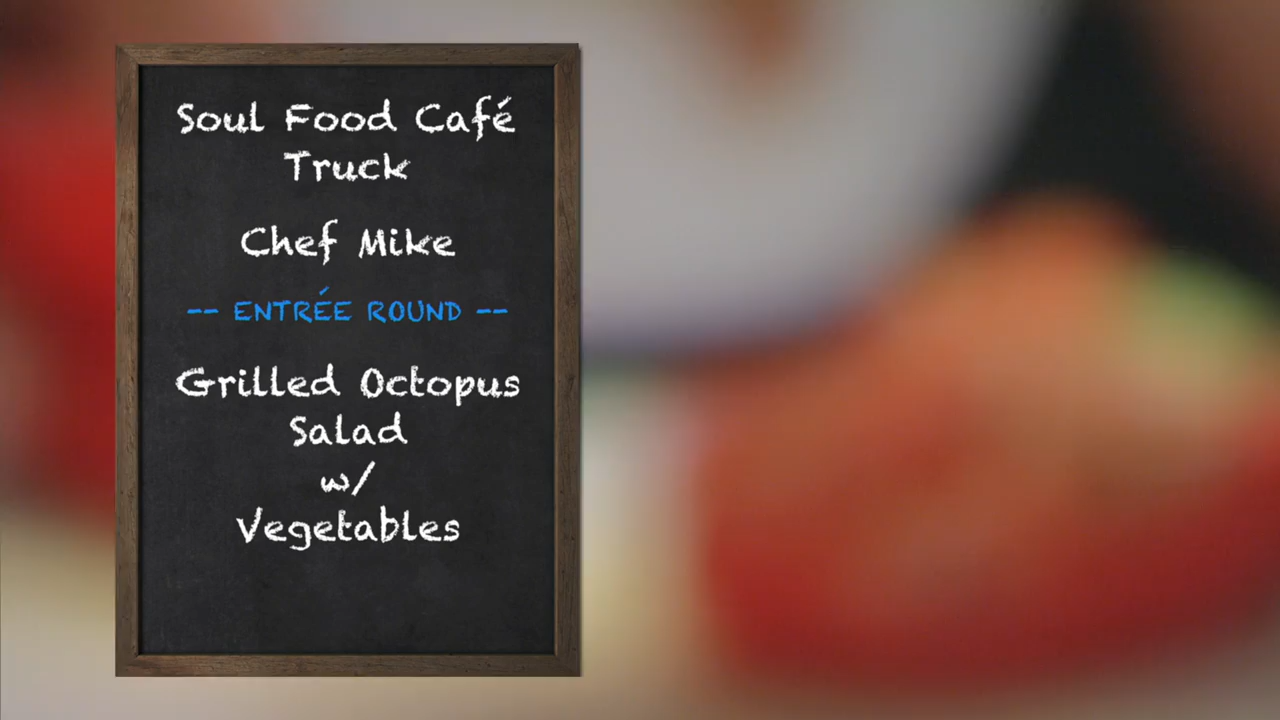 Soul Food Café
Truck
Chef Mike
-- ENTRÉE ROUND --
Grilled Octopus
Salad
w/
Vegetables